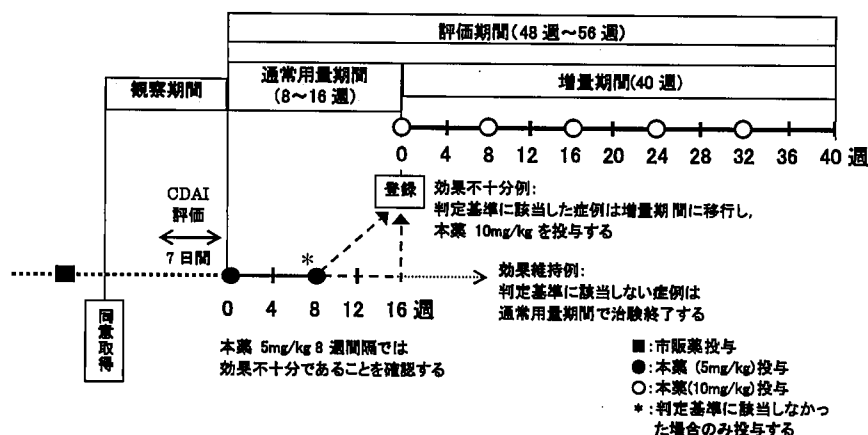 評価期間(48 週～56 週)
通常用量期間
(8～16 週)
増量期間(40 週)
観察期間
0 4 8 12 16 20 24 28 32 36 40 週
CDAI
評価
7 日間
登録
効果不十分例:
判定基準に該当した症例は増量期間に移行し,
本薬 10mg/kg を投与する
*
0 4 8 12 16 週
効果維持例:
判定基準に該当しない症例は
通常用量期間で治験終了する
同意取得
本薬 5mg/kg 8 週間隔では
効果不十分であることを確認する
■:市販薬投与
●:本薬 (5mg/kg)投与
○:本薬(10mg/kg)投与
*:判定基準に該当しなかっ
た場合のみ投与する